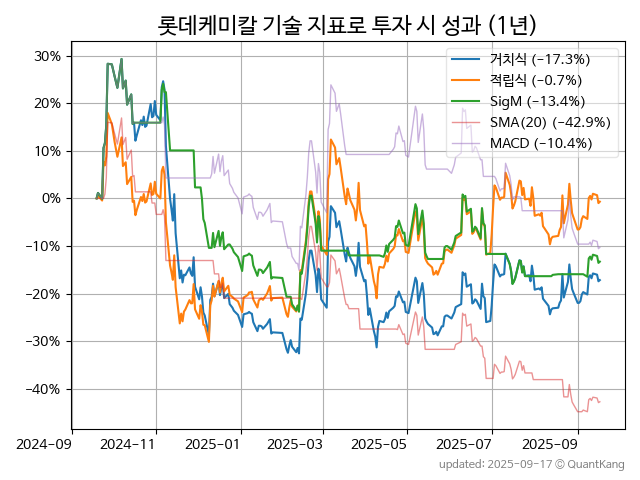 롯데케미칼 기술 지표로 투자 시 성과 (1년)
30%
20%
10%
0%
−10%
−20%
−30%
−40%
거치식 (−17.3%)
적립식 (−0.7%)
SigM (−13.4%)
SMA(20) (−42.9%)
MACD (−10.4%)
2024-09
2024-11
2025-01
2025-03
2025-05
2025-07
2025-09
updated: 2025-09-17 © QuantKang